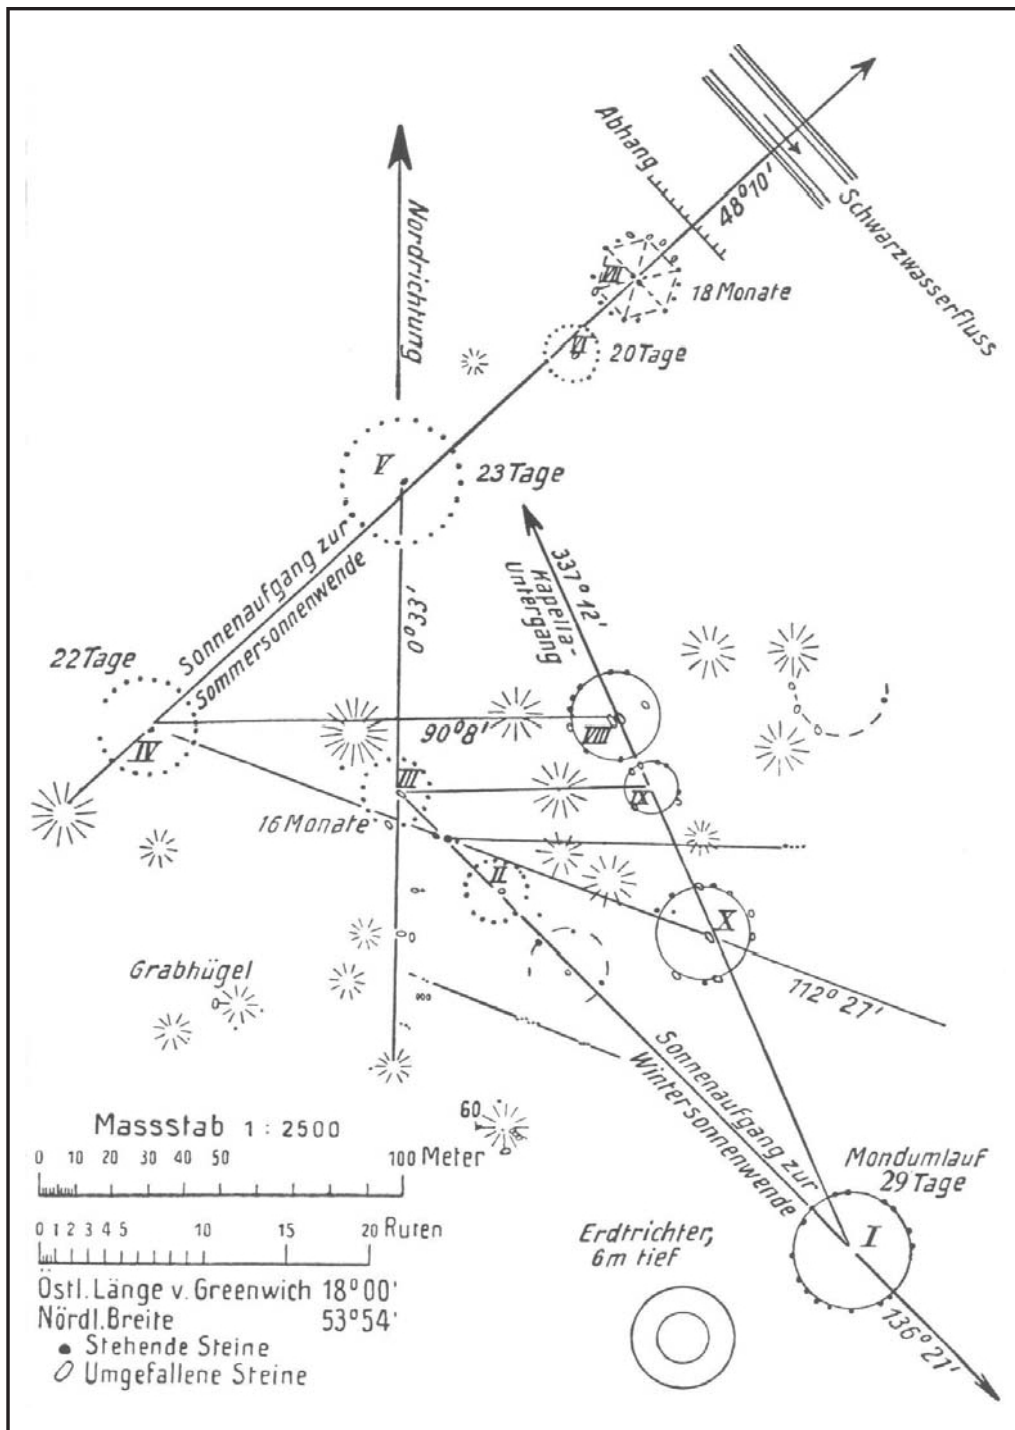 Abhang
48°10'
Schwarzwasserfluss
Nordrichtung
VII
18 Monate
VI
20 Tage
V
23 Tage
Sonnenaufgang zur
Sommersonnenwende
0°33'
337°12'
Kapella-
Untergang
22 Tage
IV
90°8'
VIII
III
IX
16 Monate
II
X
112°27'
Grabhügel
Sonnenaufgang zur
Wintersonnenwende
60
Massstab 1 : 2500
0 10 20 30 40 50 100 Meter
0 1 2 3 4 5 10 15 20 Ruten
Östl. Länge v. Greenwich 18°00'
Nördl. Breite 53°54'
Stehende Steine
Umgefallene Steine
Erdtrichter,
6m tief
Mondumlauf
29 Tage
I
136°21'